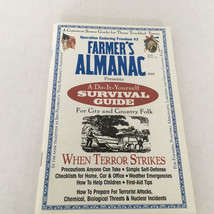 A Common Sense Guide for These Troubled Times
Operation Enduring Freedom #2
FARMER'S
ALMANAC
Presents
A Do-It-Yourself
SURVIVAL
GUIDE
For City and Country Folk
WHEN TERROR STRIKES
Precautions Anyone Can Take • Simple Self-Defense
Checklists for Home, Car & Office • Weather Emergencies
How To Help Children • First-Aid Tips
How To Prepare For Terrorist Attacks,
Chemical, Biological Threats & Nuclear Incidents